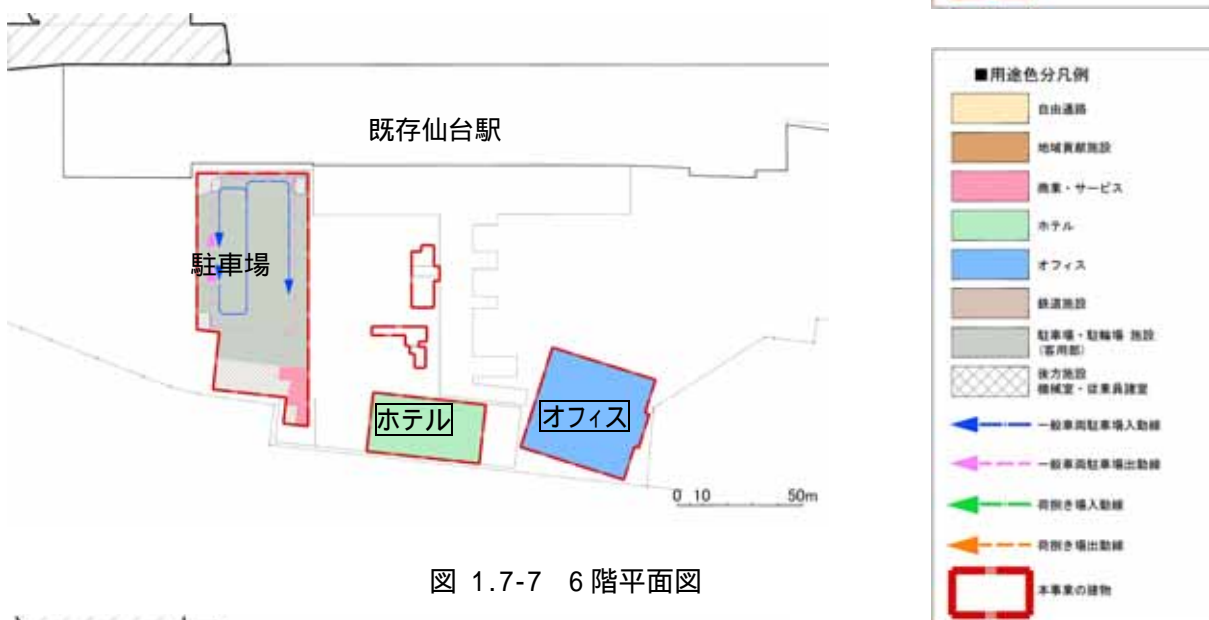 既存仙台駅
駐車場
ホテル
オフィス
0 10 50m
図 1.7-7 6階平面図
■用途色分凡例
自由通路
地域貢献施設
商業・サービス
ホテル
オフィス
鉄道施設
駐車場・駐輪場 施設
(客用部)
後方施設
機械室・従業員諸室
一般車両駐車場入動線
一般車両駐車場出動線
荷捌き場入動線
荷捌き場出動線
本事業の建物